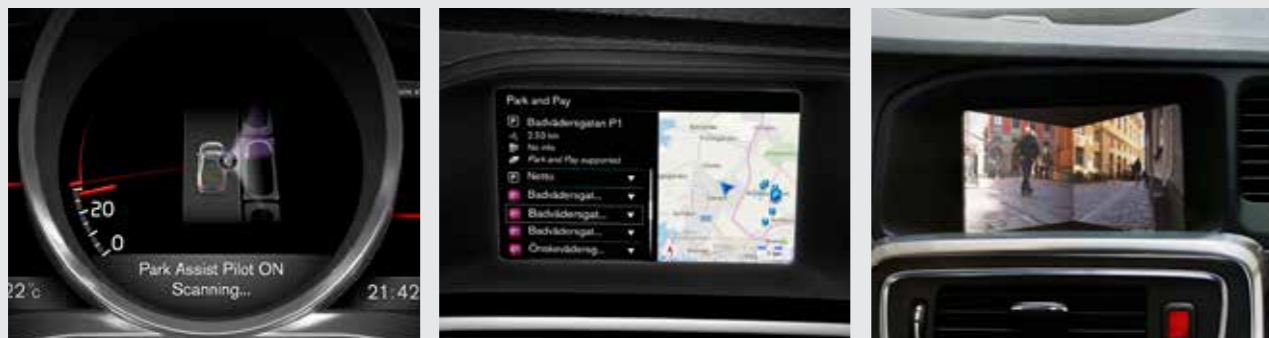 20
0
Park Assist Pilot ON
Scanning...
22°c
21:42
Park and Pay
P Badvädersgatan P1
2.30 km
No info
Park and Pay supported
P Netto
Badvädersgat...
Badvädersgat...
Badvädersgat...
Önskevädersg...